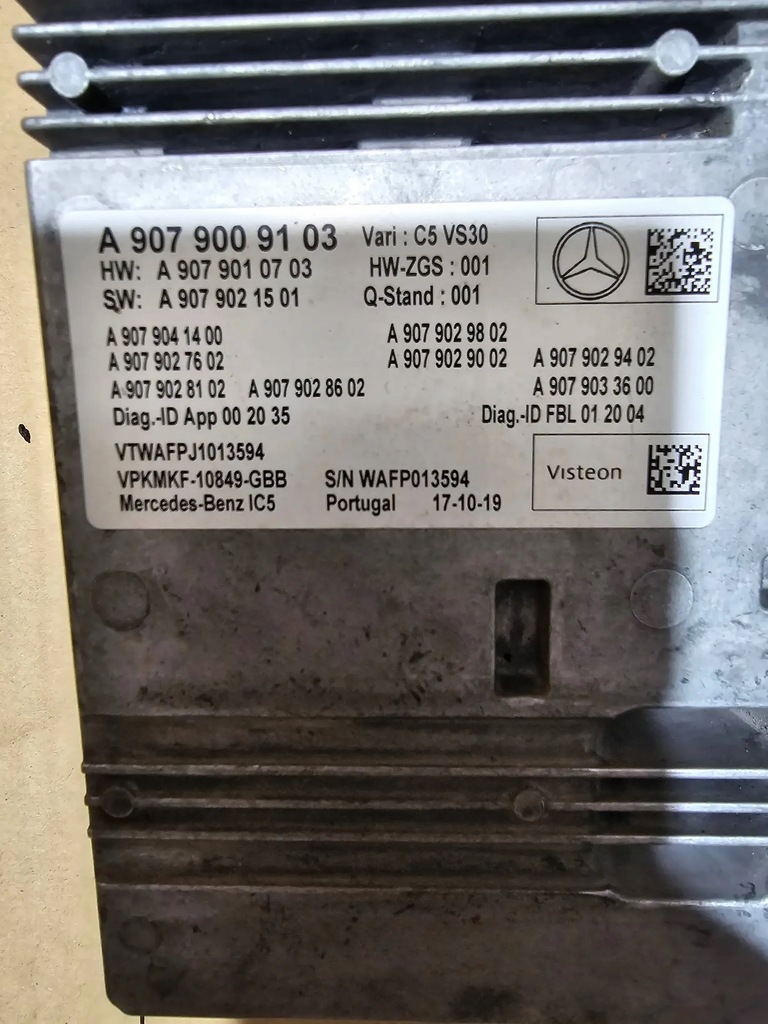 A 907 900 91 03 Vari : C5 VS30
HW: A 907 901 07 03 HW-ZGS : 001
SW: A 907 902 15 01 Q-Stand : 001
A 907 904 14 00 A 907 902 98 02
A 907 902 76 02 A 907 902 90 02 A 907 902 94 02
A 907 902 81 02 A 907 902 86 02 A 907 903 36 00
Diag.-ID App 00 20 35 Diag.-ID FBL 01 20 04
VTWAFPJ1013594
VPKMKF-10849-GBB S/N WAFP013594 Visteon
Mercedes-Benz IC5 Portugal 17-10-19